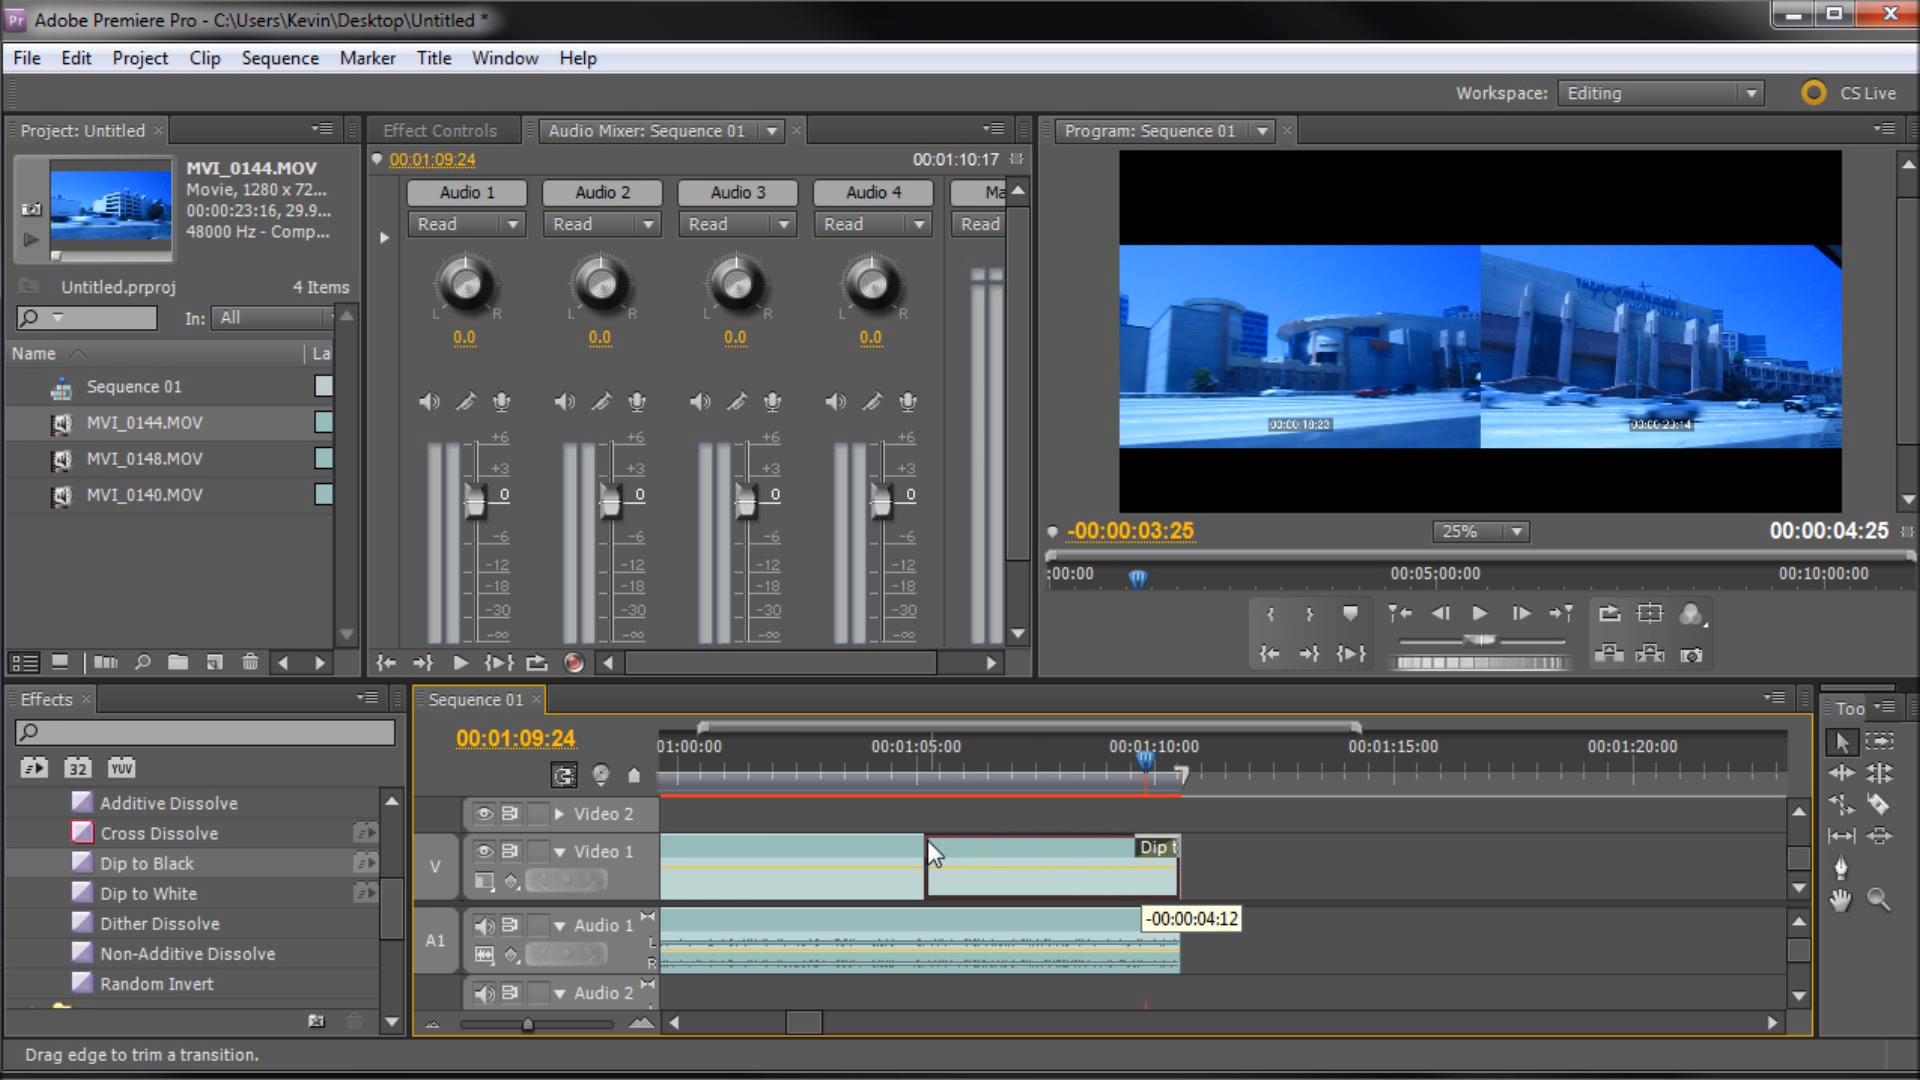 Pr Adobe Premiere Pro - C:\Users\Kevin\Desktop\Untitled *
File Edit Project Clip Sequence Marker Title Window Help
Workspace: Editing CS Live
Project: Untitled
MVI_0144.MOV
Movie, 1280 x 72...
00:00:23:16, 29.9...
48000 Hz - Comp...
Untitled.prproj 4 Items
In: All
Name La
Sequence 01
MVI_0144.MOV
MVI_0148.MOV
MVI_0140.MOV
Effect Controls Audio Mixer: Sequence 01
00:01:09:24 00:01:10:17
Audio 1 Audio 2 Audio 3 Audio 4 Ma
Read Read Read Read Read
L R L R L R L R
0.0 0.0 0.0 0.0
+6 +6 +6 +6
+3 +3 +3 +3
0 0 0 0
-6 -6 -6 -6
-12 -12 -12 -12
-18 -18 -18 -18
-30 -30 -30 -30
-∞ -∞ -∞ -∞
Program: Sequence 01
-00:00:03:25 25% 00:00:04:25
;00:00 00:05:00:00 00:10:00:00
Effects
32 YUV
Additive Dissolve
Cross Dissolve
Dip to Black
Dip to White
Dither Dissolve
Non-Additive Dissolve
Random Invert
Sequence 01
00:01:09:24
01:00:00 00:01:05:00 00:01:10:00 00:01:15:00 00:01:20:00
Video 2
V Video 1 Dip t
-00:00:04:12
A1 Audio 1 L
R
Audio 2
Too
Drag edge to trim a transition.